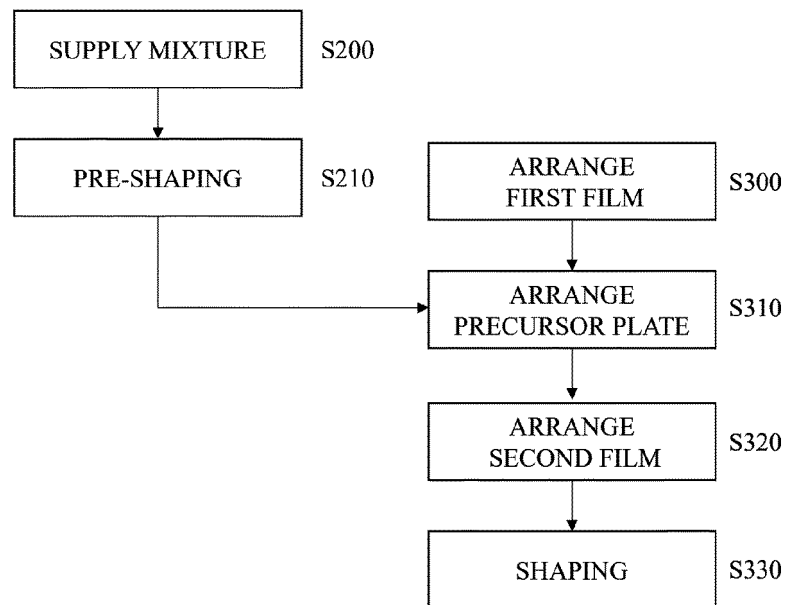 SUPPLY MIXTURE
S200
PRE-SHAPING
S210
ARRANGE
FIRST FILM
S300
ARRANGE
PRECURSOR PLATE
S310
ARRANGE
SECOND FILM
S320
SHAPING
S330